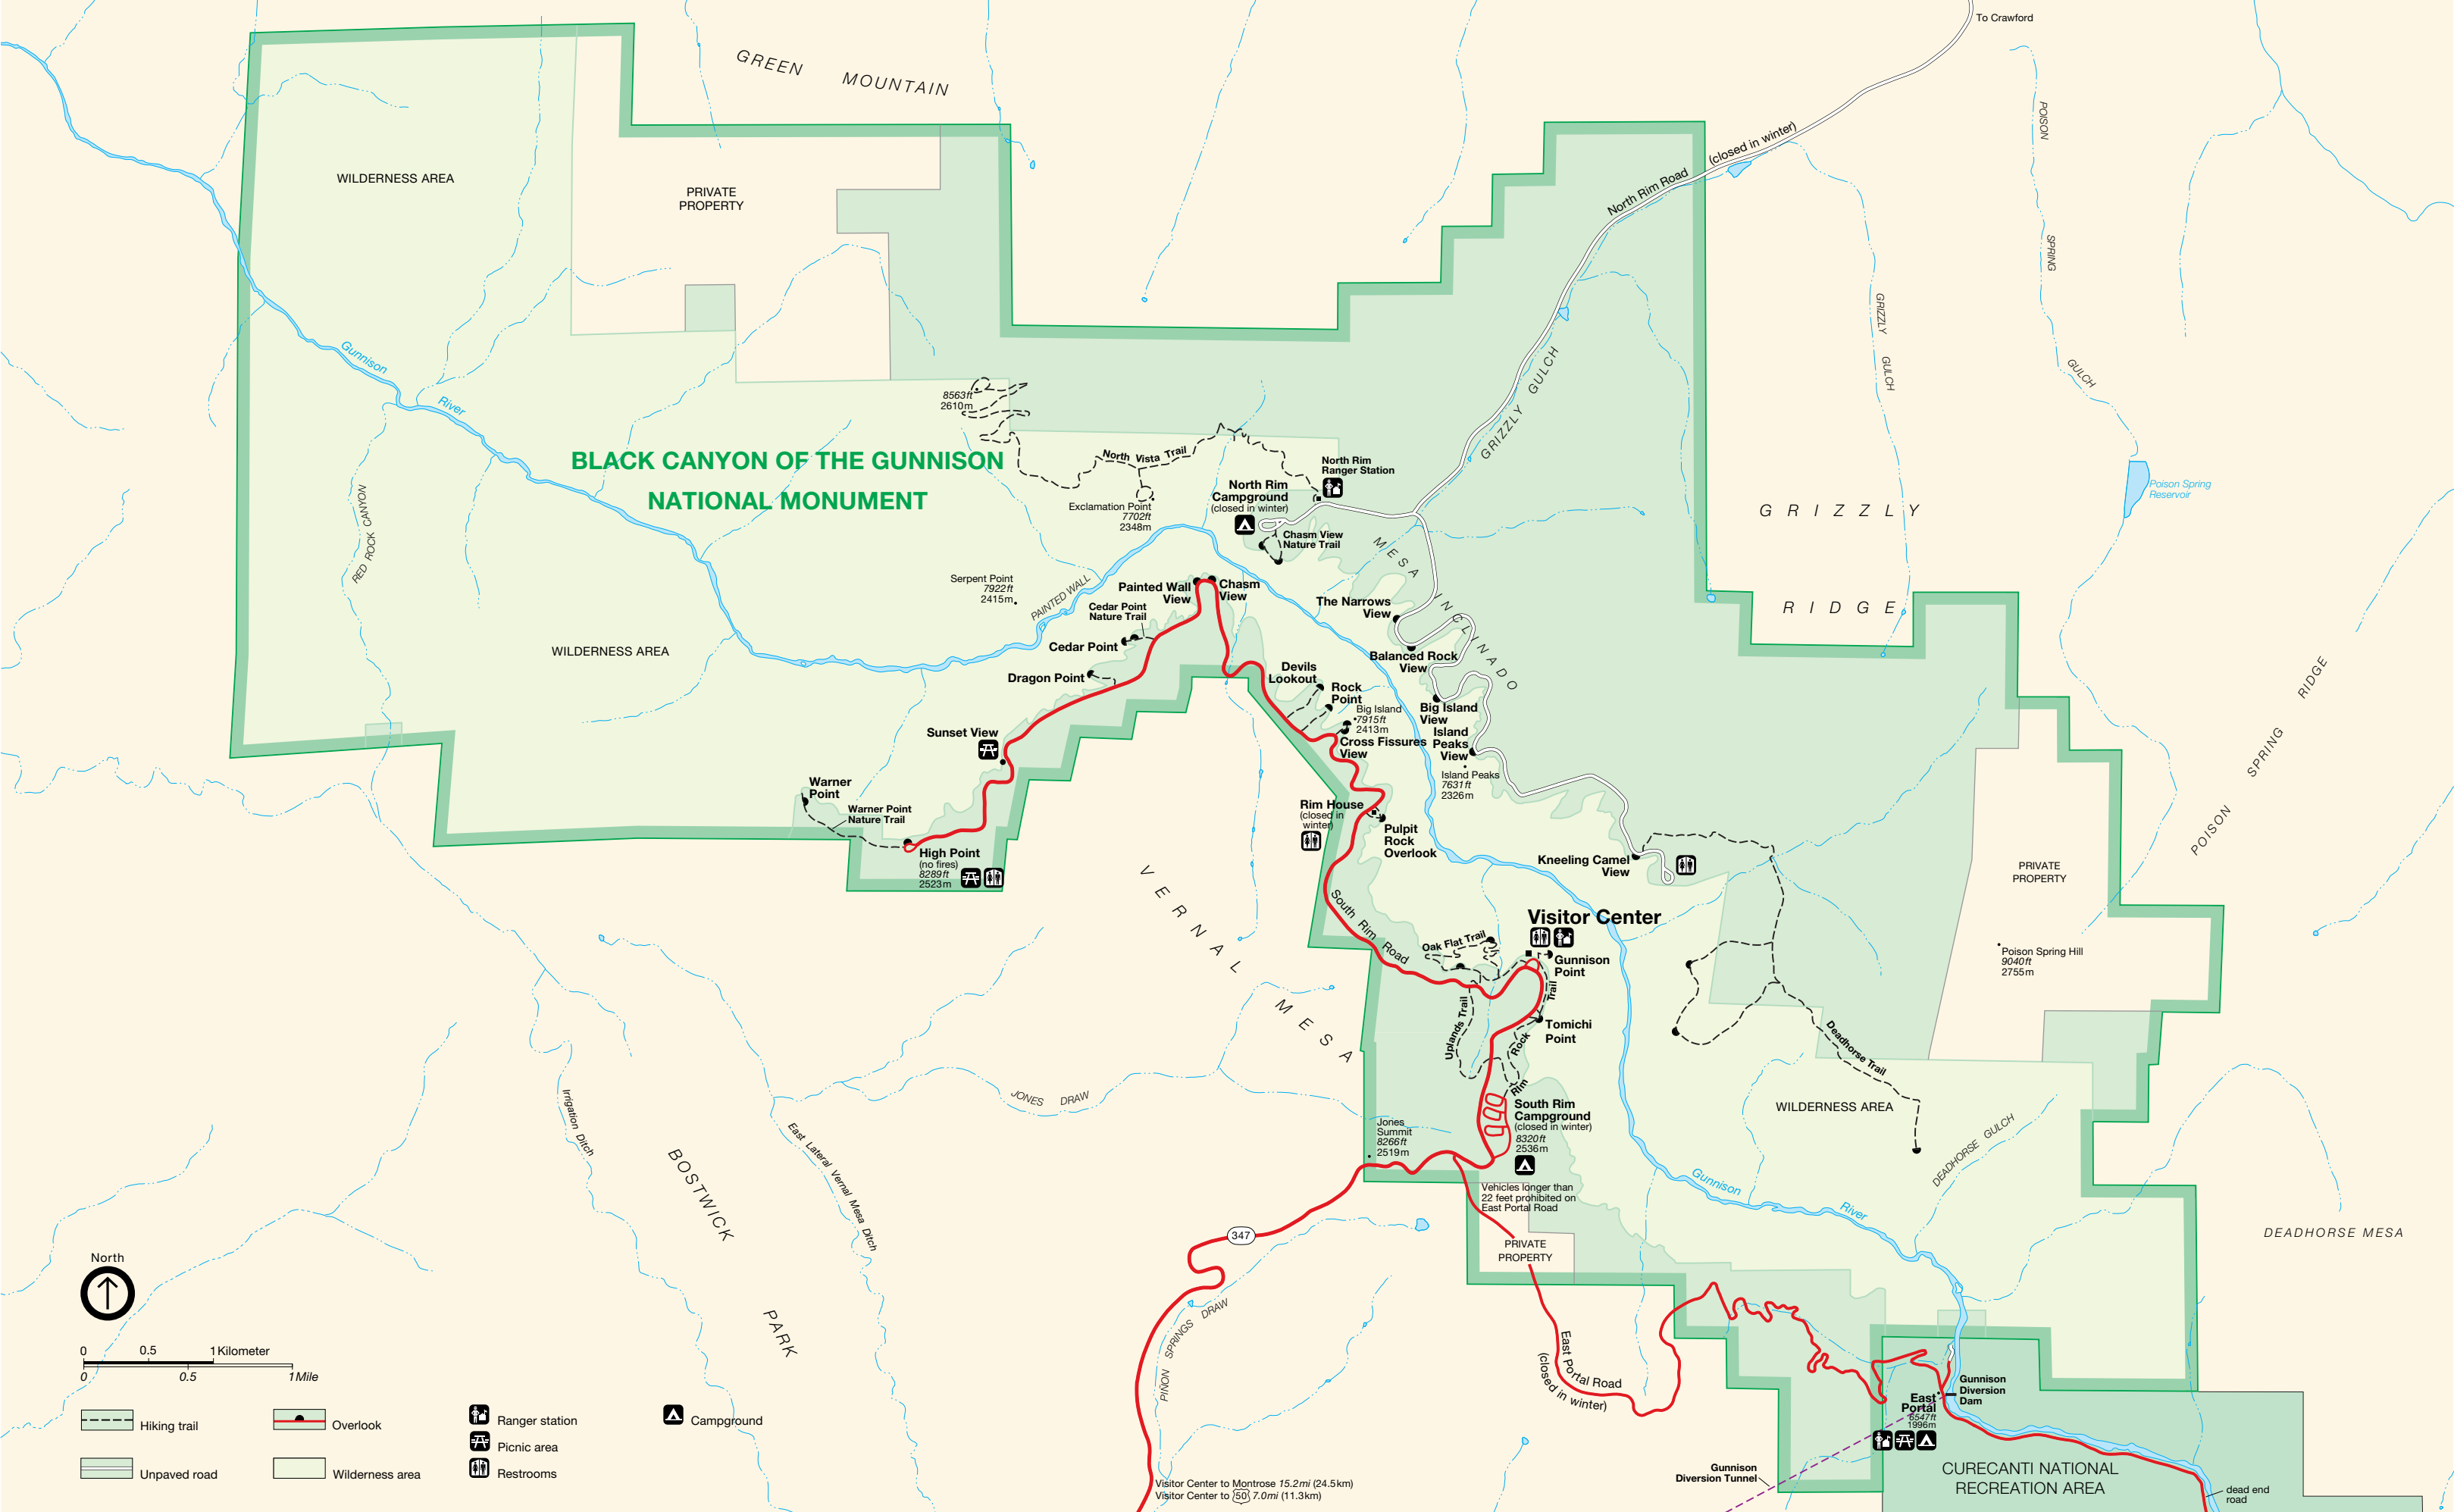 To Crawford
GREEN MOUNTAIN
POISON SPRING GULCH
(closed in winter)
North Rim Road
WILDERNESS AREA
PRIVATE
PROPERTY
GRIZZLY GULCH
Gunnison River
GRIZZLY GULCH
8563ft
2610m
BLACK CANYON OF THE GUNNISON
NATIONAL MONUMENT
North Vista Trail
North Rim
Ranger Station
North Rim
Campground
(closed in winter)
Exclamation Point
7702ft
2348m
Chasm View
Nature Trail
Poison Spring
Reservoir
GRIZZLY
RIDGE
RED ROCK CANYON
MESA INCLINADO
Serpent Point
7922ft
2415m
PAINTED WALL
Painted Wall
View
Chasm
View
Cedar Point
Nature Trail
Cedar Point
The Narrows
View
Balanced Rock
View
WILDERNESS AREA
Dragon Point
Devils
Lookout
Rock
Point
Big Island
7915ft
2413m
Cross Fissures
View
Big Island
View
Island
Peaks
View
Island Peaks
7631ft
2326m
POISON SPRING RIDGE
Sunset View
Warner
Point
Warner Point
Nature Trail
High Point
(no fires)
8289ft
2523m
Rim House
(closed in
winter)
Pulpit
Rock
Overlook
Kneeling Camel
View
PRIVATE
PROPERTY
VERNAL MESA
South Rim Road
Visitor Center
Oak Flat Trail
Gunnison
Point
Poison Spring Hill
9040ft
2755m
Uplands Trail
Rim Rock Trail
Tomichi
Point
Deadhorse Trail
WILDERNESS AREA
DEADHORSE GULCH
JONES DRAW
Irrigation Ditch
East Lateral Vernal Mesa Ditch
BOSTWICK PARK
Jones
Summit
8266ft
2519m
South Rim
Campground
(closed in winter)
8320ft
2536m
Vehicles longer than
22 feet prohibited on
East Portal Road
Gunnison River
DEADHORSE MESA
347
PRIVATE
PROPERTY
PIÑON SPRINGS DRAW
East Portal Road
(closed in winter)
East
Portal
6547ft
1996m
Gunnison
Diversion
Dam
Gunnison
Diversion Tunnel
CURECANTI NATIONAL
RECREATION AREA
dead end
road
Visitor Center to Montrose 15.2mi (24.5km)
Visitor Center to 50 7.0mi (11.3km)
North
0 0.5 1 Kilometer
0 0.5 1 Mile
Hiking trail
Overlook
Ranger station
Campground
Picnic area
Unpaved road
Wilderness area
Restrooms